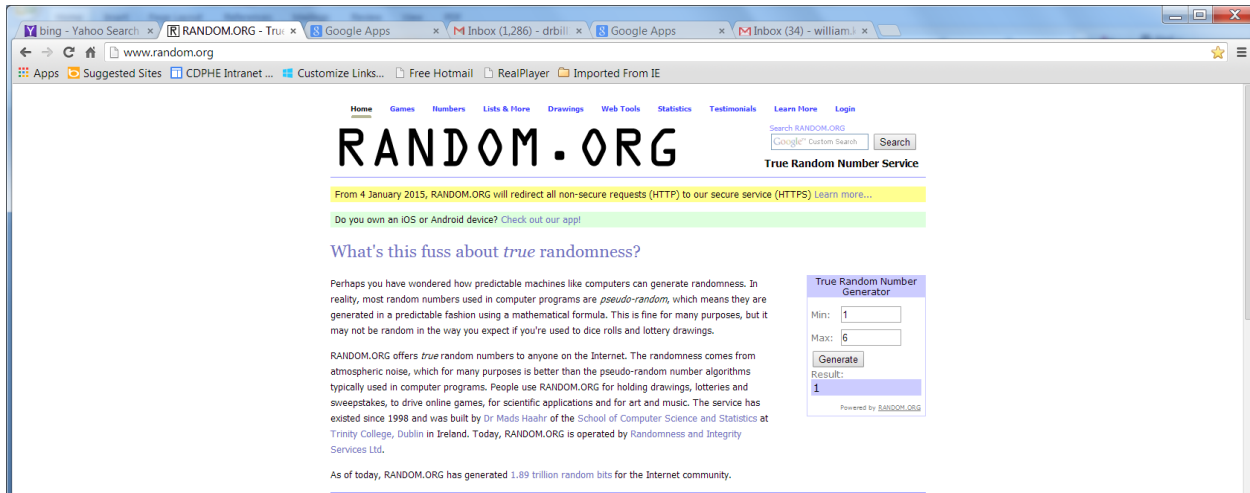 bing - Yahoo Search
RANDOM.ORG - Tru
Google Apps
Inbox (1,286) - drbill
Google Apps
Inbox (34) - william.
www.random.org
Apps Suggested Sites CDPHE Intranet ... Customize Links... Free Hotmail RealPlayer Imported From IE
Home Games Numbers Lists & More Drawings Web Tools Statistics Testimonials Learn More Login
RANDOM.ORG
Search RANDOM.ORG
Google™ Custom Search Search
True Random Number Service
From 4 January 2015, RANDOM.ORG will redirect all non-secure requests (HTTP) to our secure service (HTTPS) Learn more...
Do you own an iOS or Android device? Check out our app!
What's this fuss about true randomness?
Perhaps you have wondered how predictable machines like computers can generate randomness. In
reality, most random numbers used in computer programs are pseudo-random, which means they are
generated in a predictable fashion using a mathematical formula. This is fine for many purposes, but it
may not be random in the way you expect if you're used to dice rolls and lottery drawings.
RANDOM.ORG offers true random numbers to anyone on the Internet. The randomness comes from
atmospheric noise, which for many purposes is better than the pseudo-random number algorithms
typically used in computer programs. People use RANDOM.ORG for holding drawings, lotteries and
sweepstakes, to drive online games, for scientific applications and for art and music. The service has
existed since 1998 and was built by Dr Mads Haahr of the School of Computer Science and Statistics at
Trinity College, Dublin in Ireland. Today, RANDOM.ORG is operated by Randomness and Integrity
Services Ltd.
As of today, RANDOM.ORG has generated 1.89 trillion random bits for the Internet community.
True Random Number
Generator
Min: 1
Max: 6
Generate
Result:
1
Powered by RANDOM.ORG